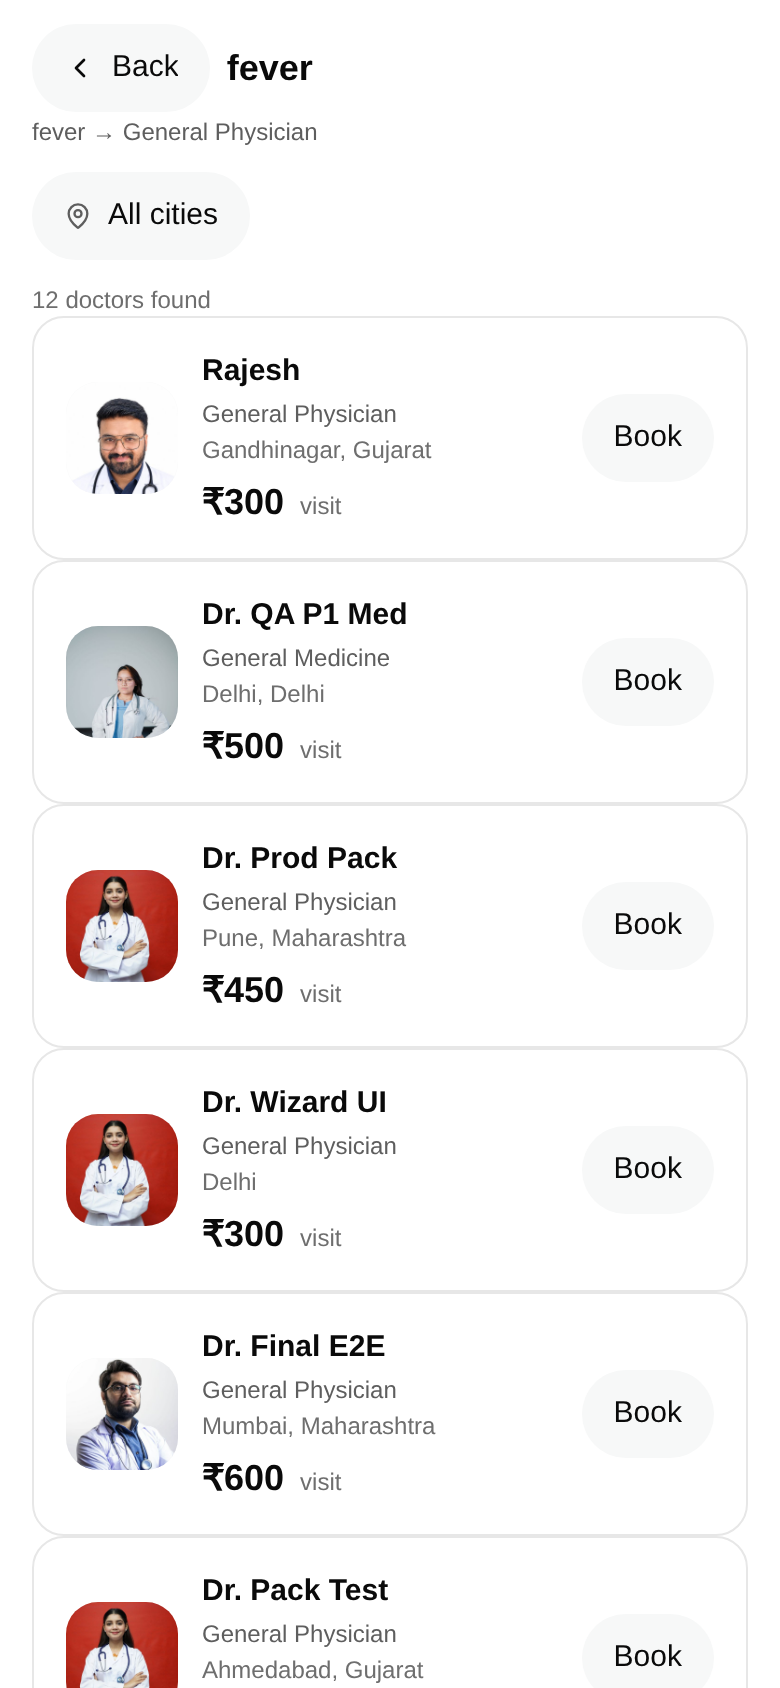 Back
fever
fever → General Physician
All cities
12 doctors found
Rajesh
General Physician
Gandhinagar, Gujarat
₹300 visit
Book
Dr. QA P1 Med
General Medicine
Delhi, Delhi
₹500 visit
Book
Dr. Prod Pack
General Physician
Pune, Maharashtra
₹450 visit
Book
Dr. Wizard UI
General Physician
Delhi
₹300 visit
Book
Dr. Final E2E
General Physician
Mumbai, Maharashtra
₹600 visit
Book
Dr. Pack Test
General Physician
Ahmedabad, Gujarat
Book